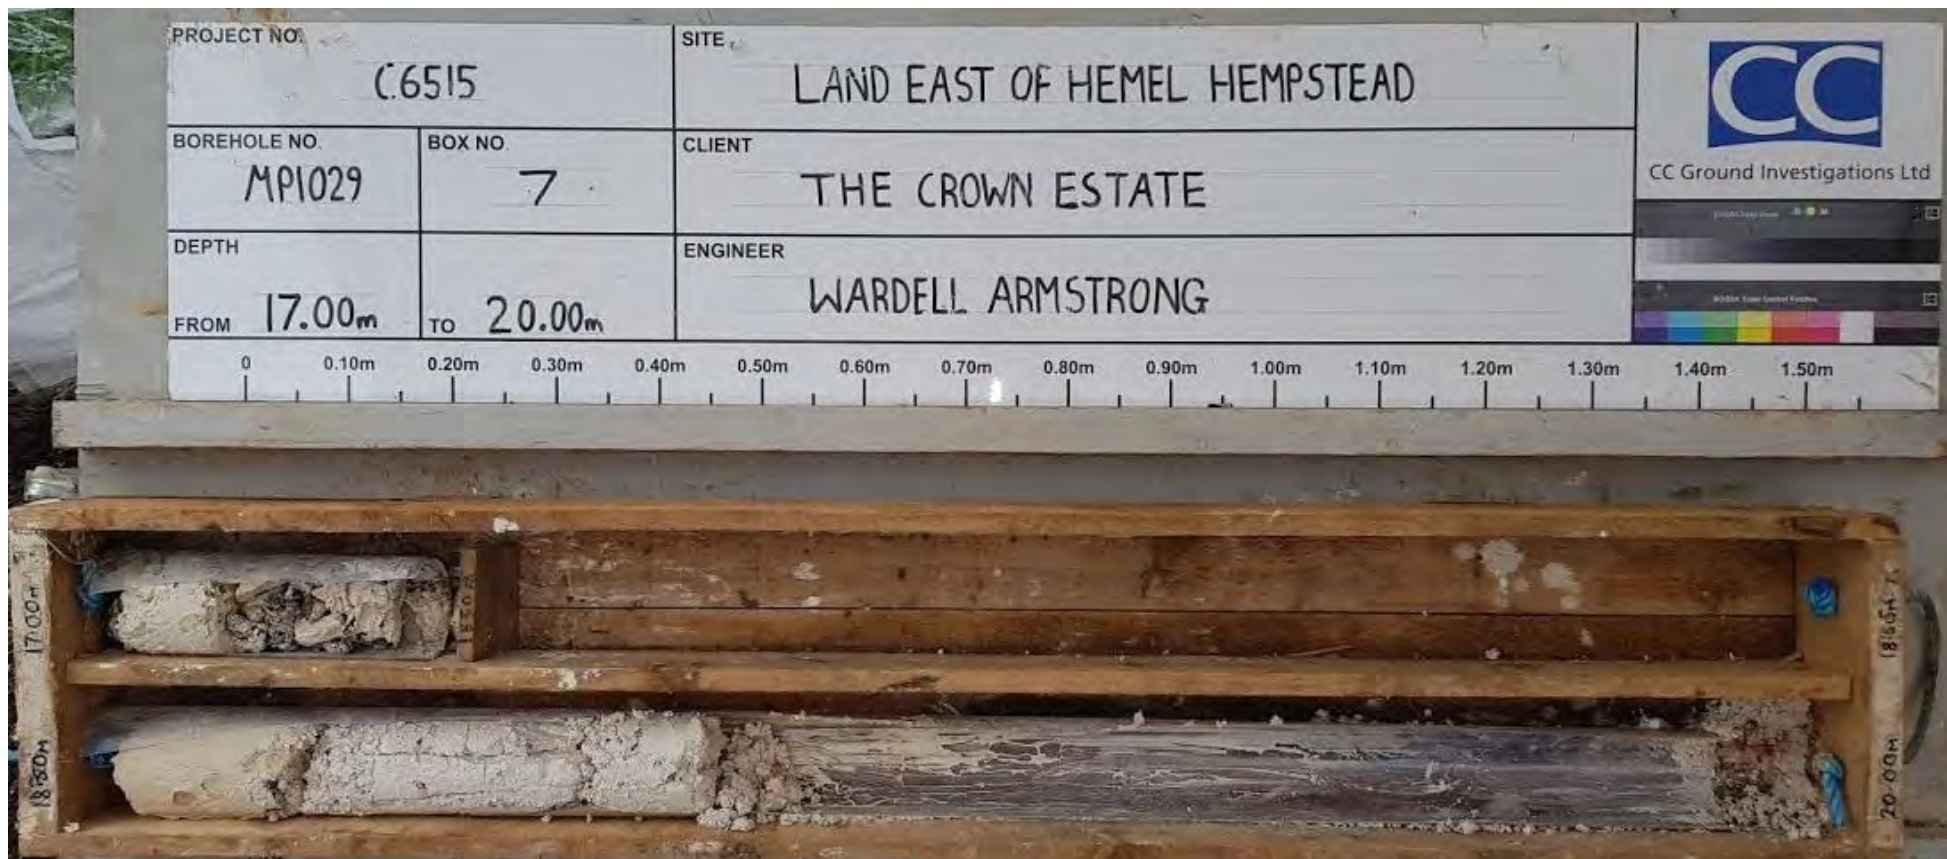 PROJECT NO.
C6515
SITE
LAND EAST OF HEMEL HEMPSTEAD
BOREHOLE NO.
MP1029
BOX NO.
7
CLIENT
THE CROWN ESTATE
DEPTH
FROM 17.00m
TO 20.00m
ENGINEER
WARDELL ARMSTRONG
CC
CC Ground Investigations Ltd
0 0.10m 0.20m 0.30m 0.40m 0.50m 0.60m 0.70m 0.80m 0.90m 1.00m 1.10m 1.20m 1.30m 1.40m 1.50m
17.00m
18.50m
18.50m
20.00m